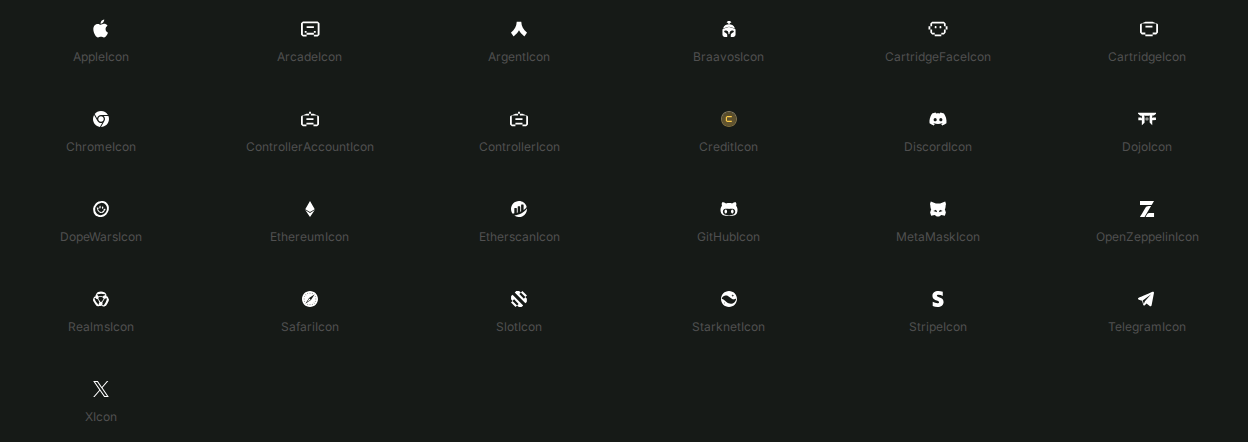 AppleIcon ArcadeIcon ArgentIcon BraavosIcon CartridgeFaceIcon CartridgeIcon
ChromeIcon ControllerAccountIcon ControllerIcon CreditIcon DiscordIcon DojoIcon
DopeWarsIcon EthereumIcon EtherscanIcon GitHubIcon MetaMaskIcon OpenZeppelinIcon
RealmsIcon SafariIcon SlotIcon StarknetIcon StripeIcon TelegramIcon
XIcon